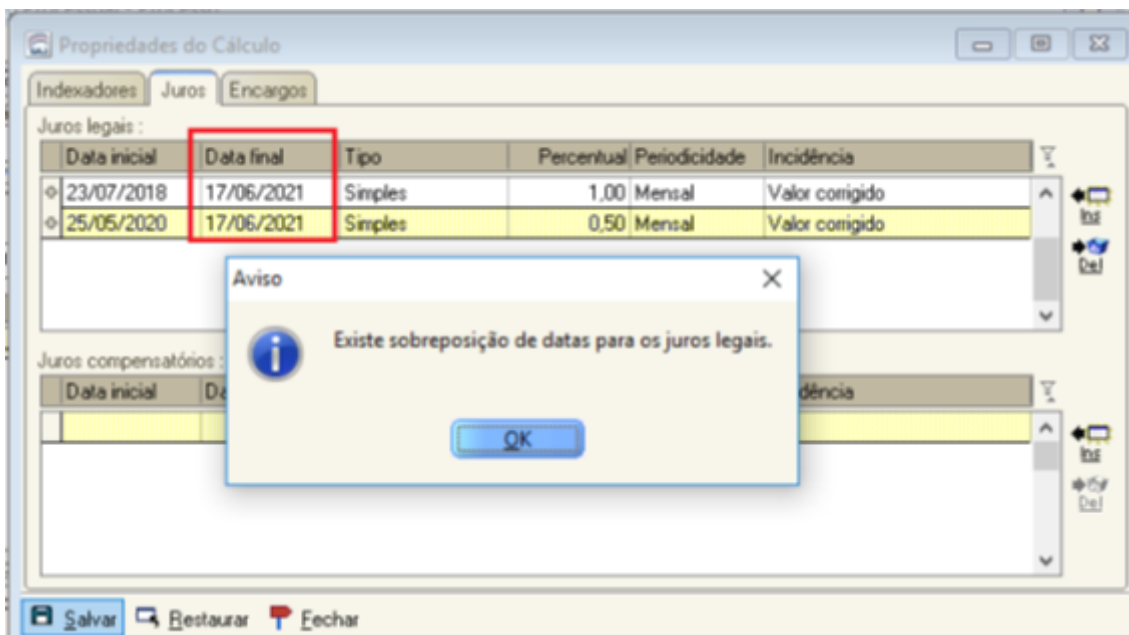 Propriedades do Cálculo
Indexadores Juros Encargos
Juros legais :
Data inicial Data final Tipo Percentual Periodicidade Incidência
23/07/2018 17/06/2021 Simples 1,00 Mensal Valor corrigido
25/05/2020 17/06/2021 Simples 0,50 Mensal Valor corrigido
Ins
Del
Aviso
Existe sobreposição de datas para os juros legais.
OK
Juros compensatórios :
Data inicial Da dência
Ins
Del
Salvar Restaurar Fechar